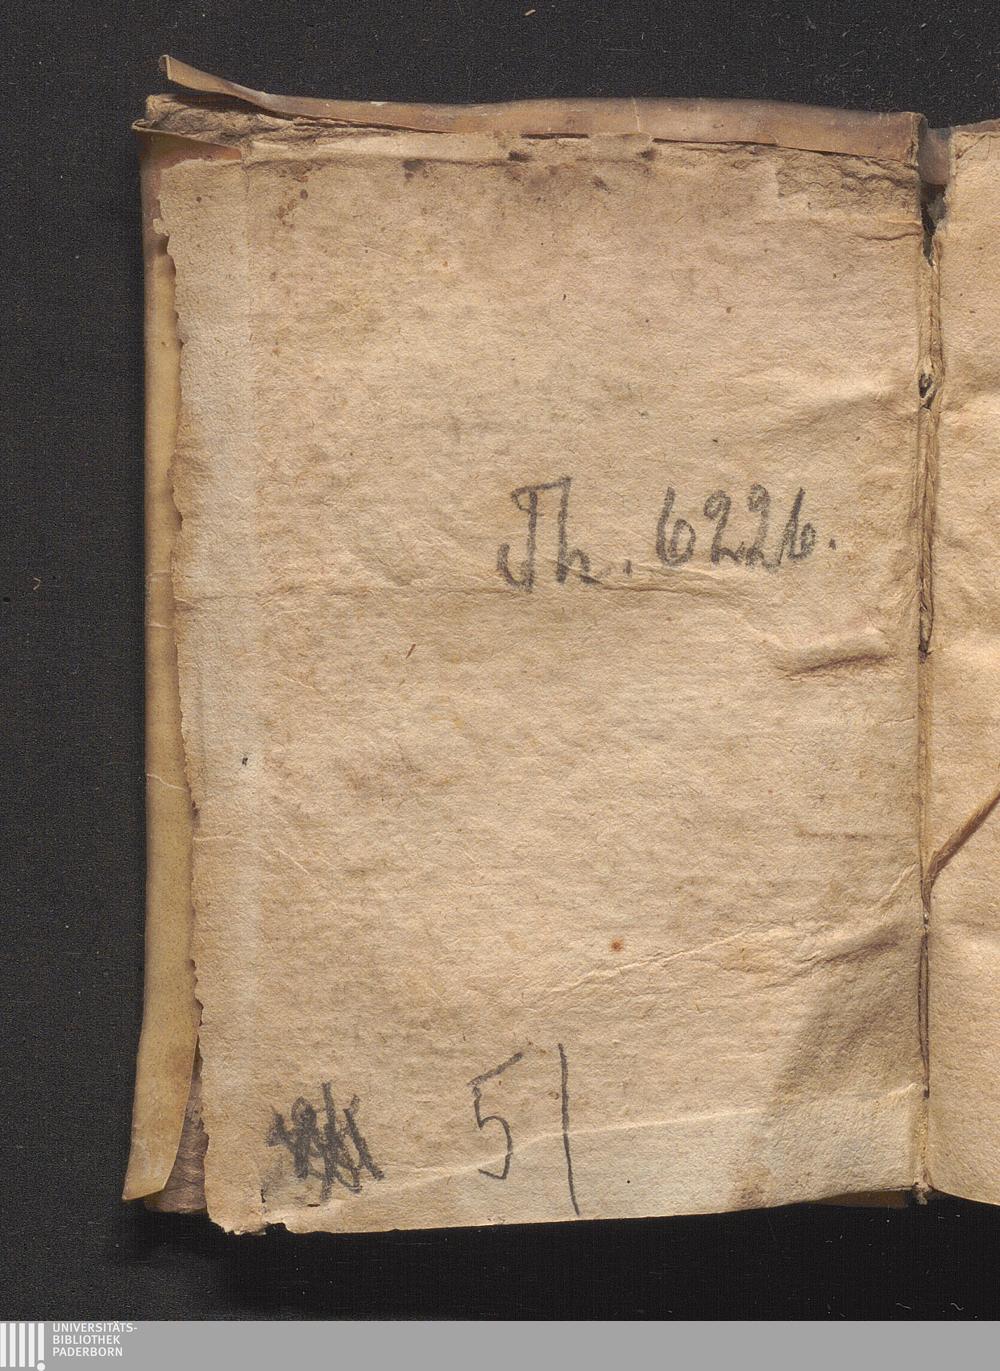 Th. 6226.
51
UNIVERSITÄTS-
BIBLIOTHEK
PADERBORN